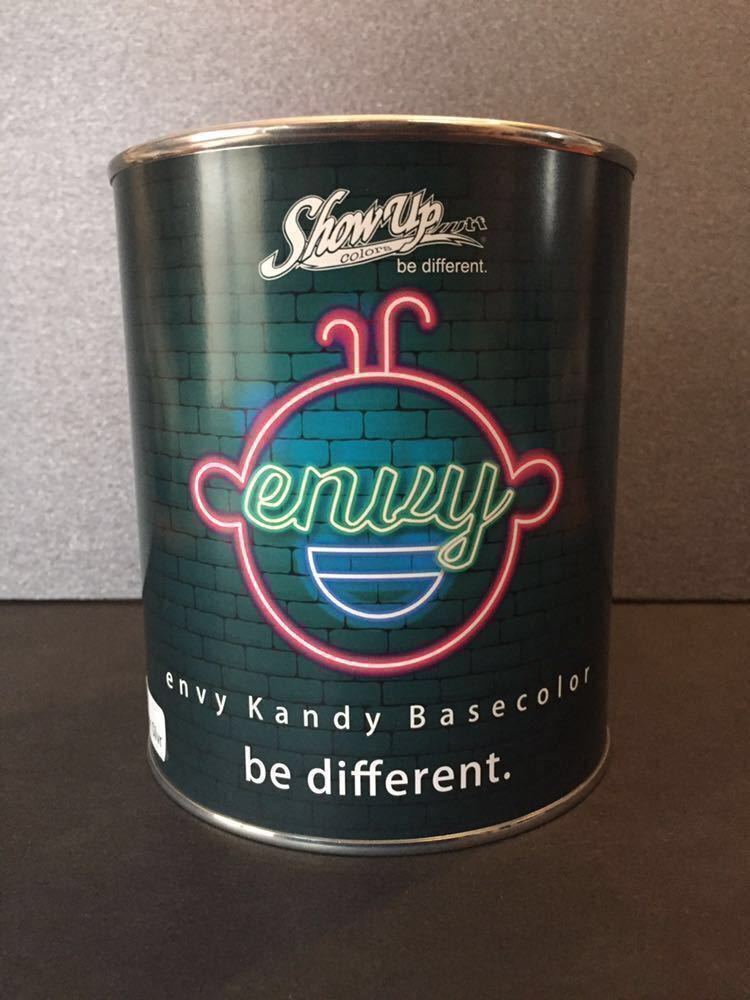 Show Up
colors
be different.
envy
envy Kandy Basecolor
be different.